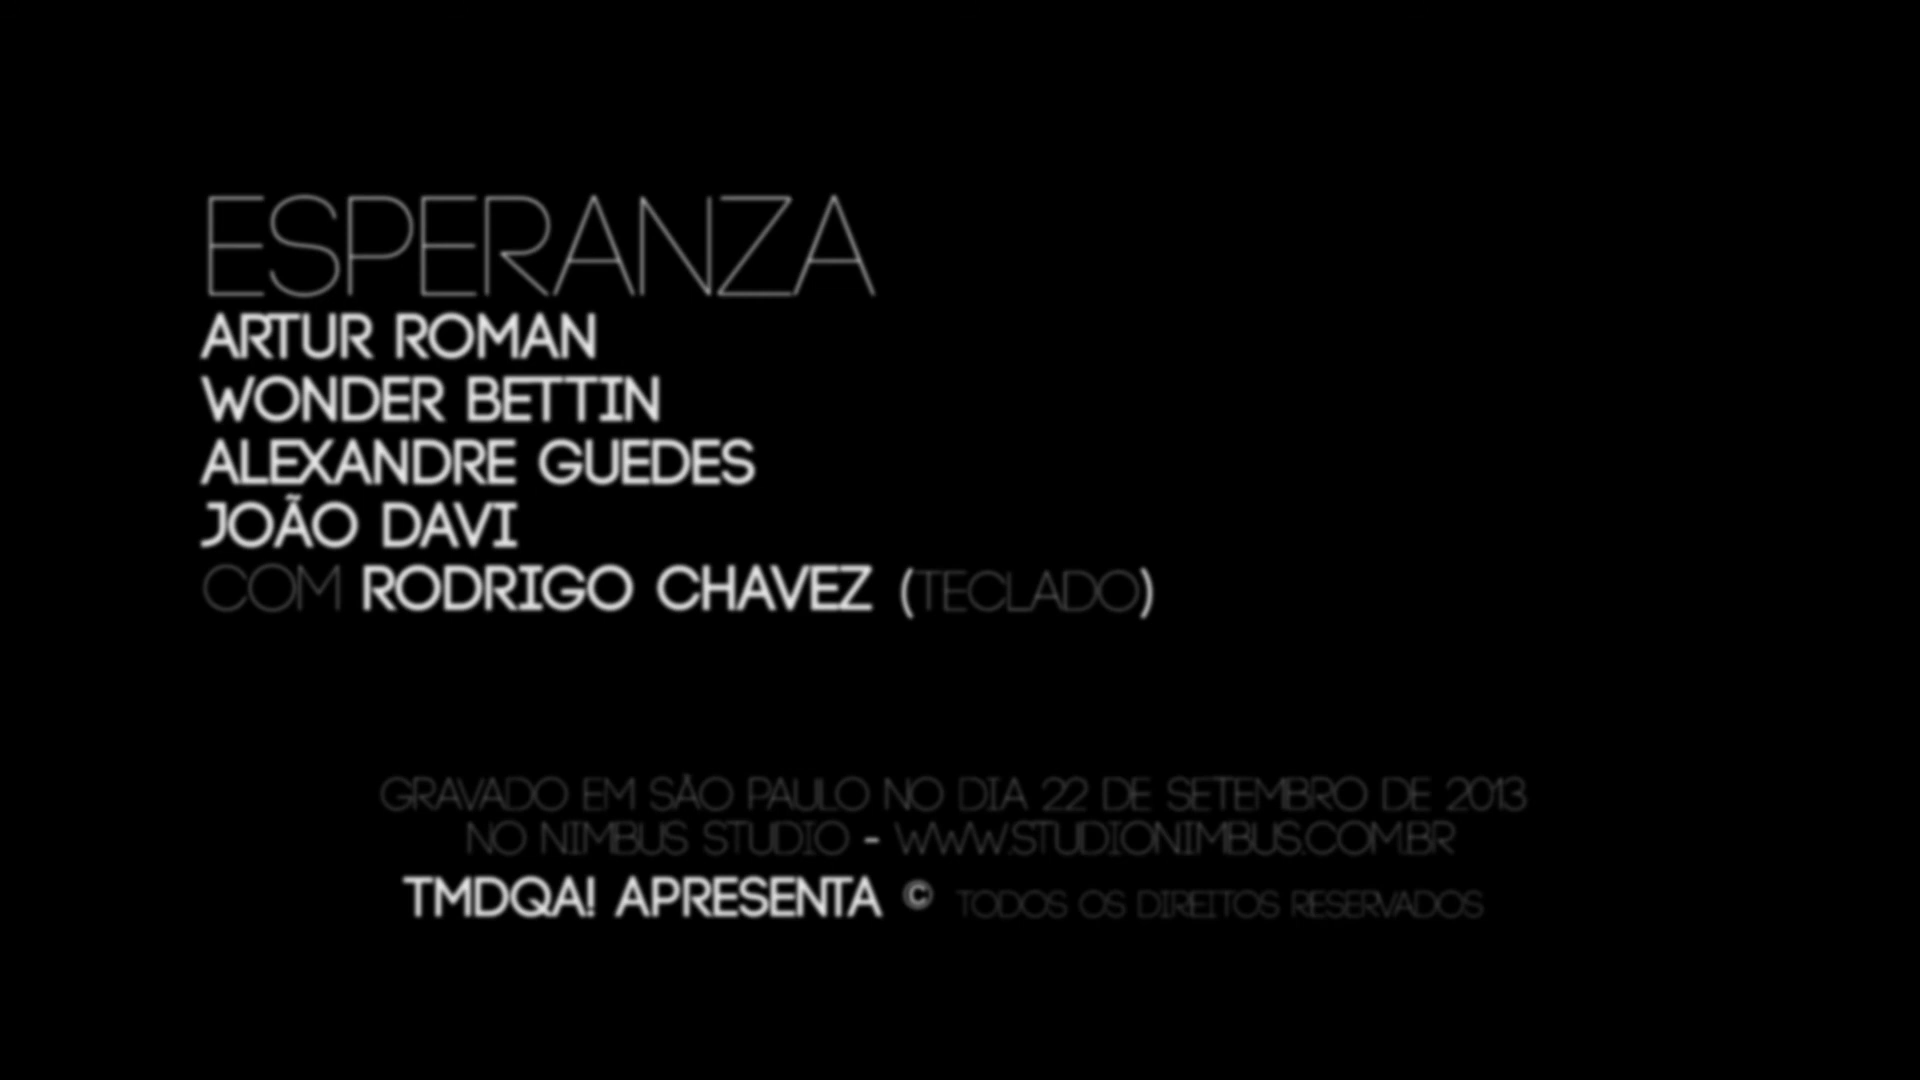 ESPERANZA
ARTUR ROMAN
WONDER BETTIN
ALEXANDRE GUEDES
JOÃO DAVI
COM RODRIGO CHAVEZ (TECLADO)
GRAVADO EM SÃO PAULO NO DIA 22 DE SETEMBRO DE 2013
NO NIMBUS STUDIO - WWW.STUDIONIMBUS.COM.BR
TMDQA! APRESENTA © TODOS OS DIREITOS RESERVADOS